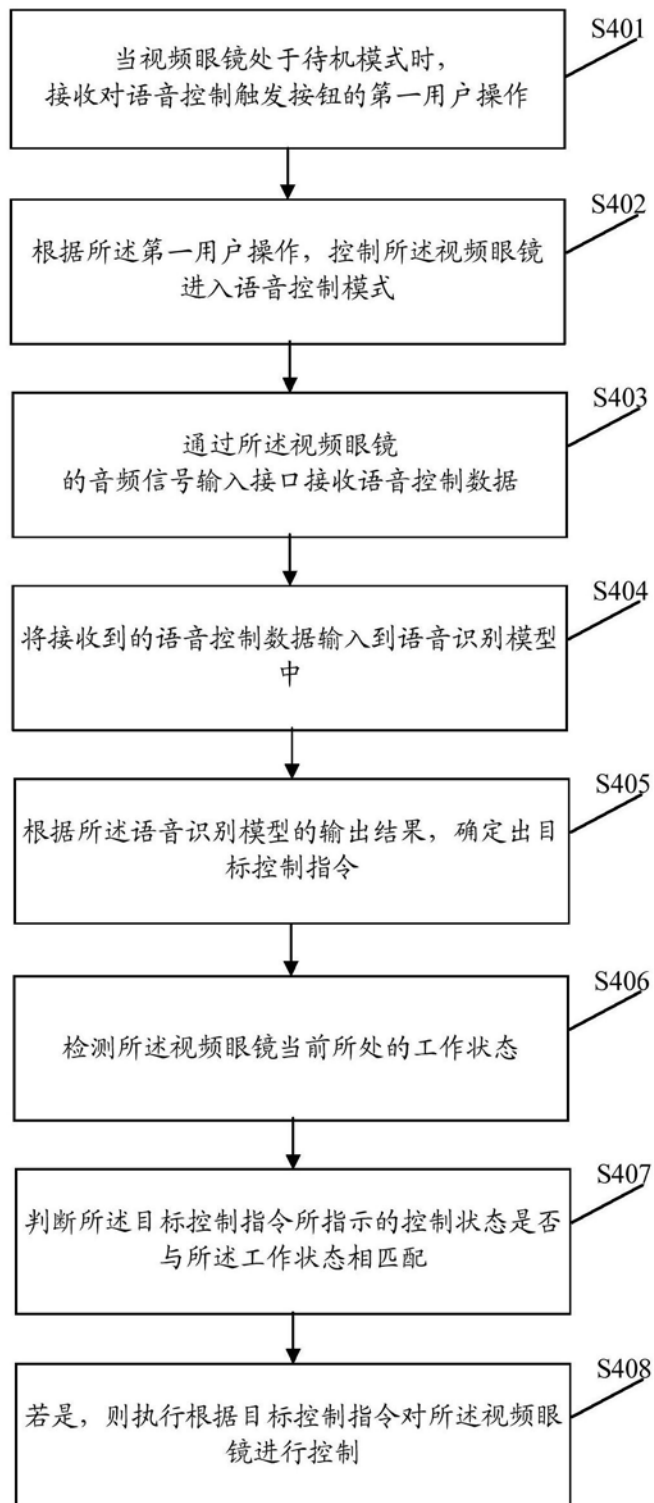 S401
当视频眼镜处于待机模式时，
接收对语音控制触发按钮的第一用户操作
S402
根据所述第一用户操作，控制所述视频眼镜
进入语音控制模式
S403
通过所述视频眼镜
的音频信号输入接口接收语音控制数据
S404
将接收到的语音控制数据输入到语音识别模型
中
S405
根据所述语音识别模型的输出结果，确定出目
标控制指令
S406
检测所述视频眼镜当前所处的工作状态
S407
判断所述目标控制指令所指示的控制状态是否
与所述工作状态相匹配
S408
若是，则执行根据目标控制指令对所述视频眼
镜进行控制